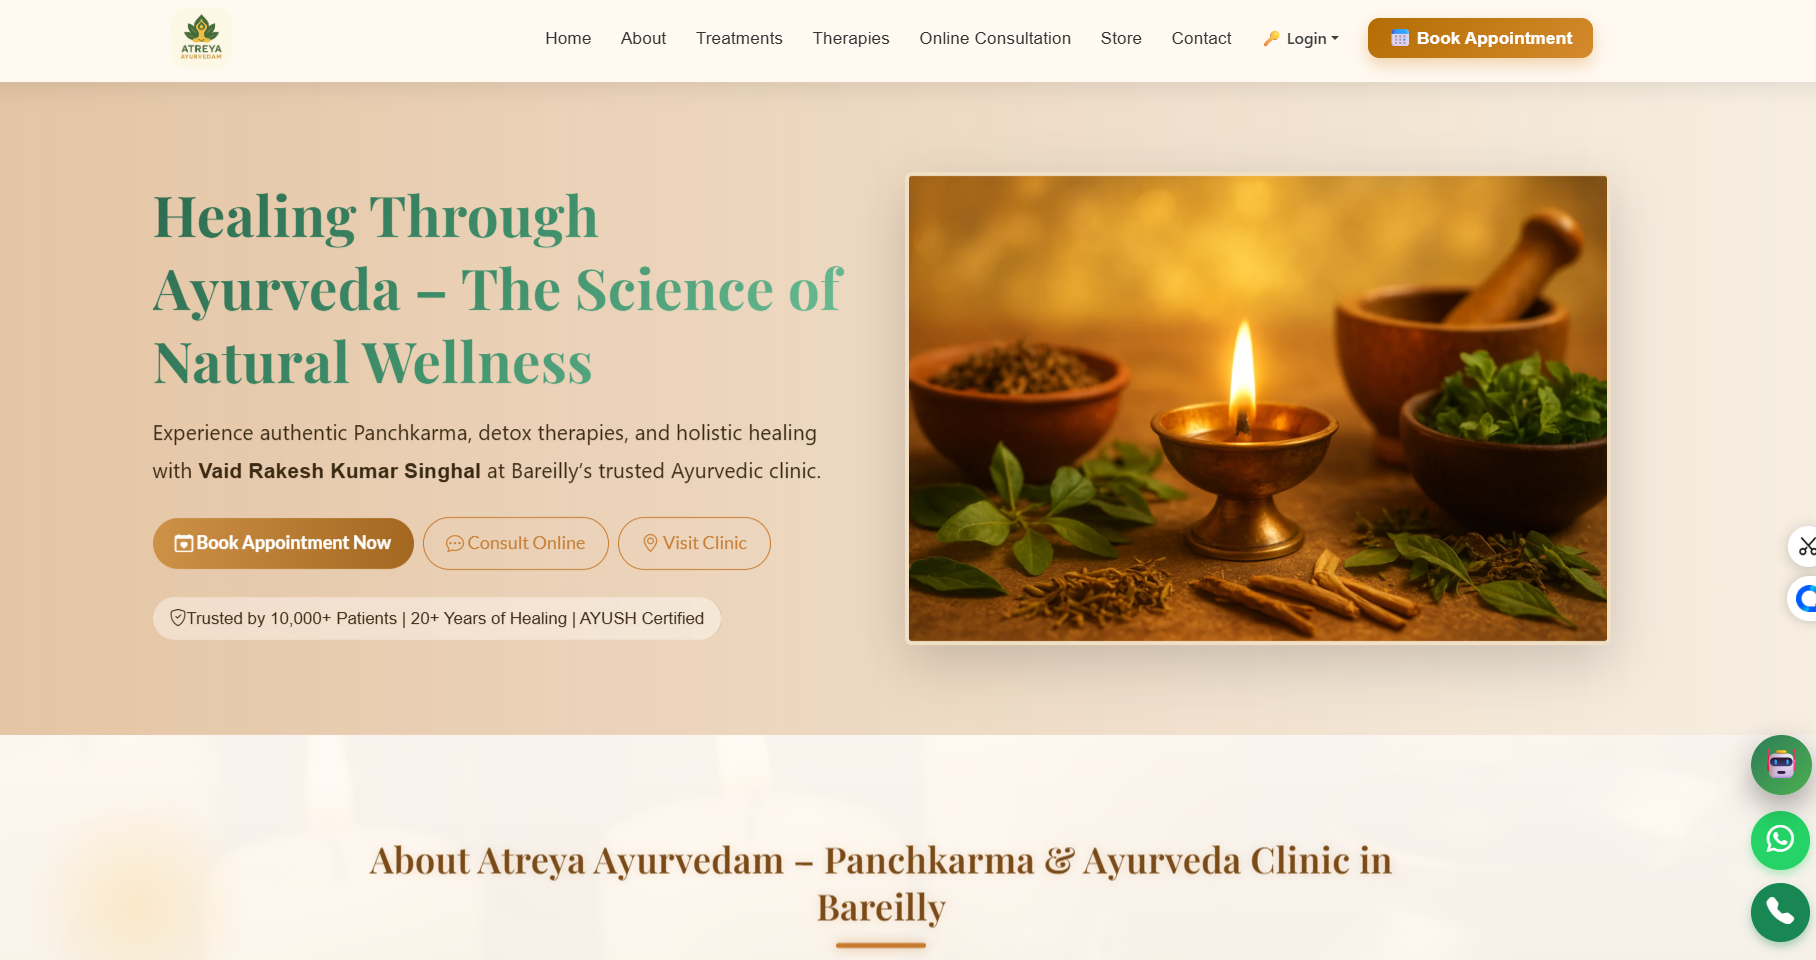 ATREYA
AYURVEDAM
Home About Treatments Therapies Online Consultation Store Contact Login Book Appointment
Healing Through
Ayurveda – The Science of
Natural Wellness
Experience authentic Panchkarma, detox therapies, and holistic healing
with Vaid Rakesh Kumar Singhal at Bareilly’s trusted Ayurvedic clinic.
Book Appointment Now Consult Online Visit Clinic
Trusted by 10,000+ Patients | 20+ Years of Healing | AYUSH Certified
About Atreya Ayurvedam – Panchkarma & Ayurveda Clinic in
Bareilly